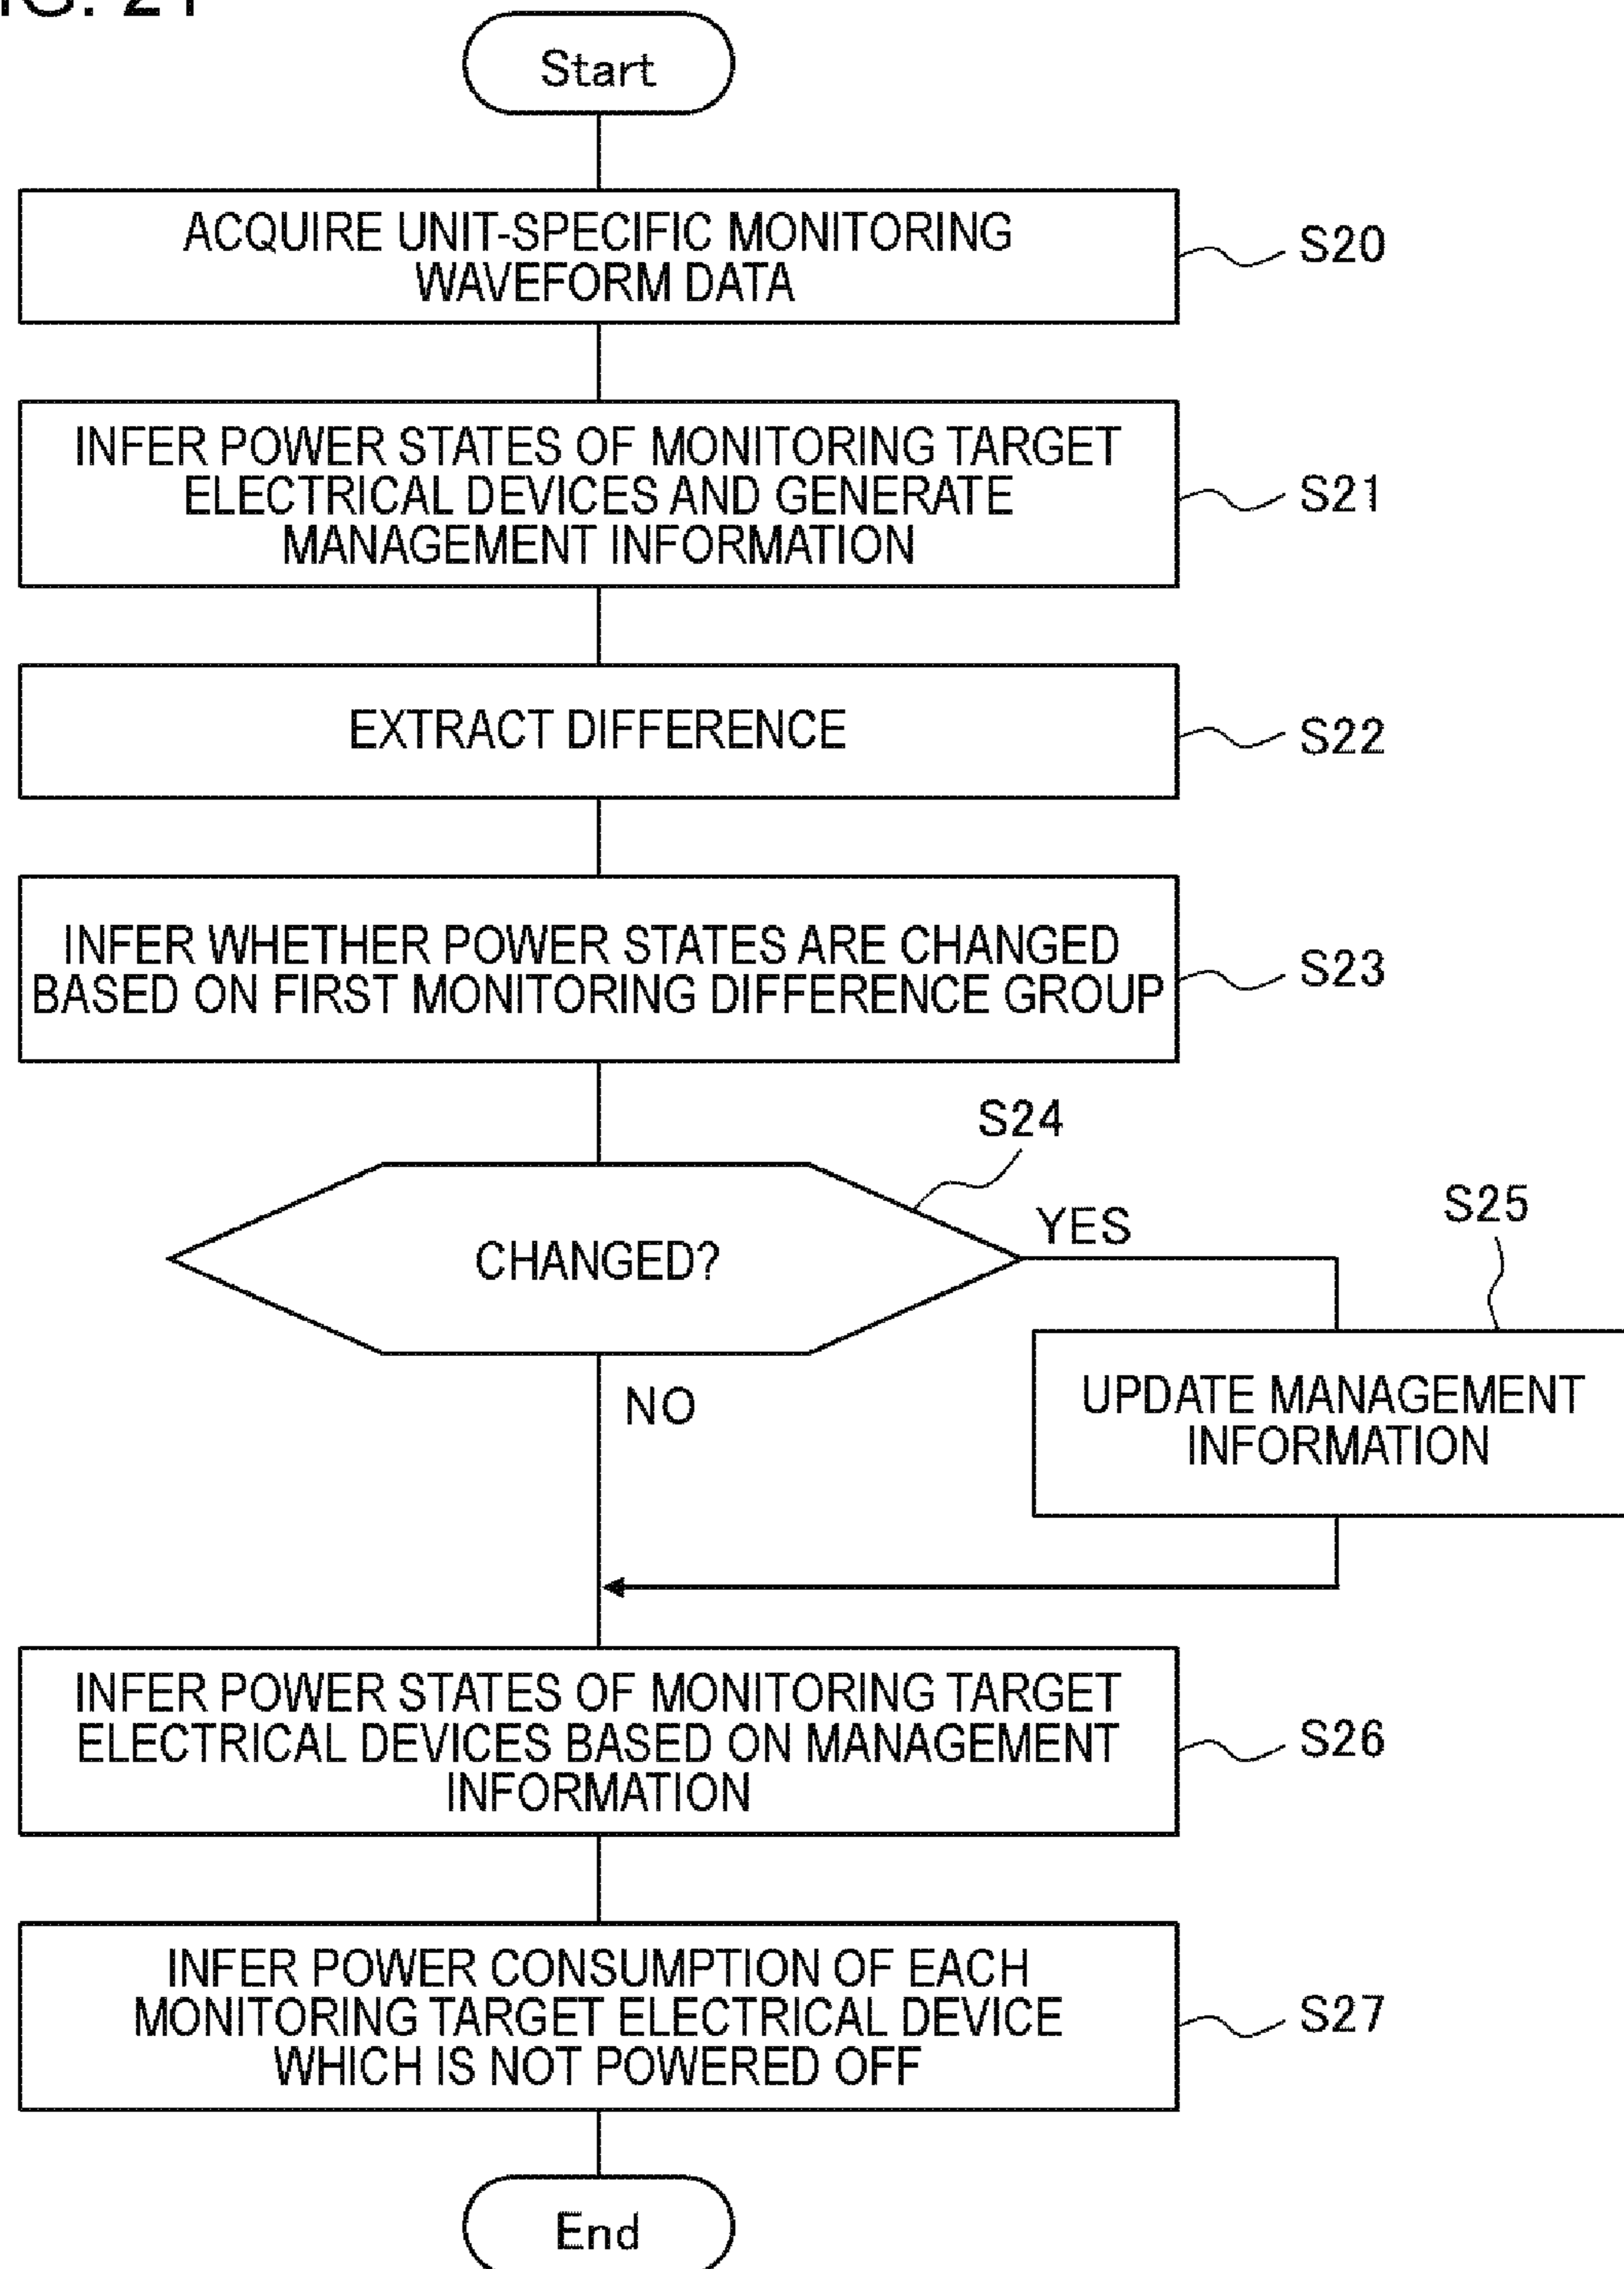 Start
ACQUIRE UNIT-SPECIFIC MONITORING
WAVEFORM DATA
S20
INFER POWER STATES OF MONITORING TARGET
ELECTRICAL DEVICES AND GENERATE
MANAGEMENT INFORMATION
S21
EXTRACT DIFFERENCE
S22
INFER WHETHER POWER STATES ARE CHANGED
BASED ON FIRST MONITORING DIFFERENCE GROUP
S23
S24
CHANGED?
YES
NO
S25
UPDATE MANAGEMENT
INFORMATION
INFER POWER STATES OF MONITORING TARGET
ELECTRICAL DEVICES BASED ON MANAGEMENT
INFORMATION
S26
INFER POWER CONSUMPTION OF EACH
MONITORING TARGET ELECTRICAL DEVICE
WHICH IS NOT POWERED OFF
S27
End